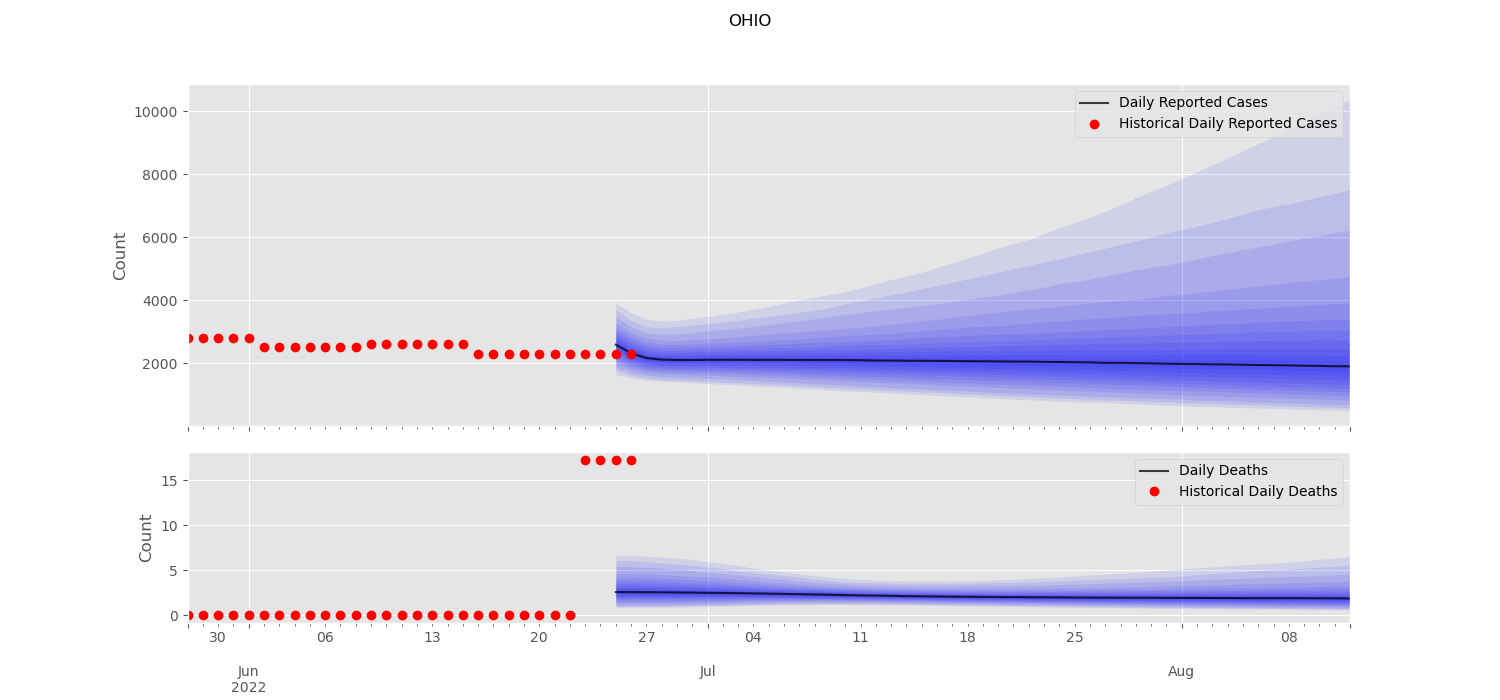 OHIO
10000
8000
6000
4000
2000
Count
Daily Reported Cases
Historical Daily Reported Cases
15
10
5
0
Count
Daily Deaths
Historical Daily Deaths
30 06 13 20 27 04 11 18 25 08
Jun Jul Aug
2022